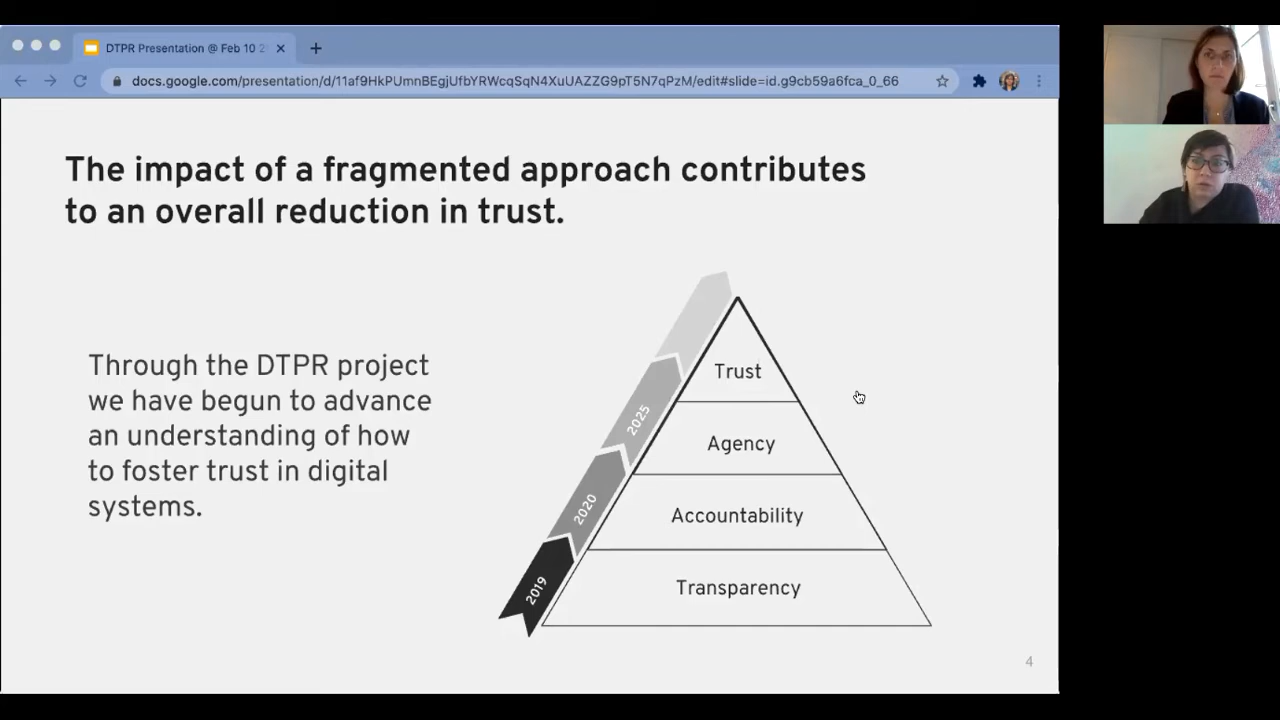 DTPR Presentation @ Feb 10 2
docs.google.com/presentation/d/11af9HkPUmnBEgjUfbYRWcqSqN4XuUAZZG9pT5N7qPzM/edit#slide=id.g9cb59a6fca_0_66
The impact of a fragmented approach contributes
to an overall reduction in trust.
Through the DTPR project
we have begun to advance
an understanding of how
to foster trust in digital
systems.
Trust
Agency
Accountability
Transparency
2025
2020
2019
4